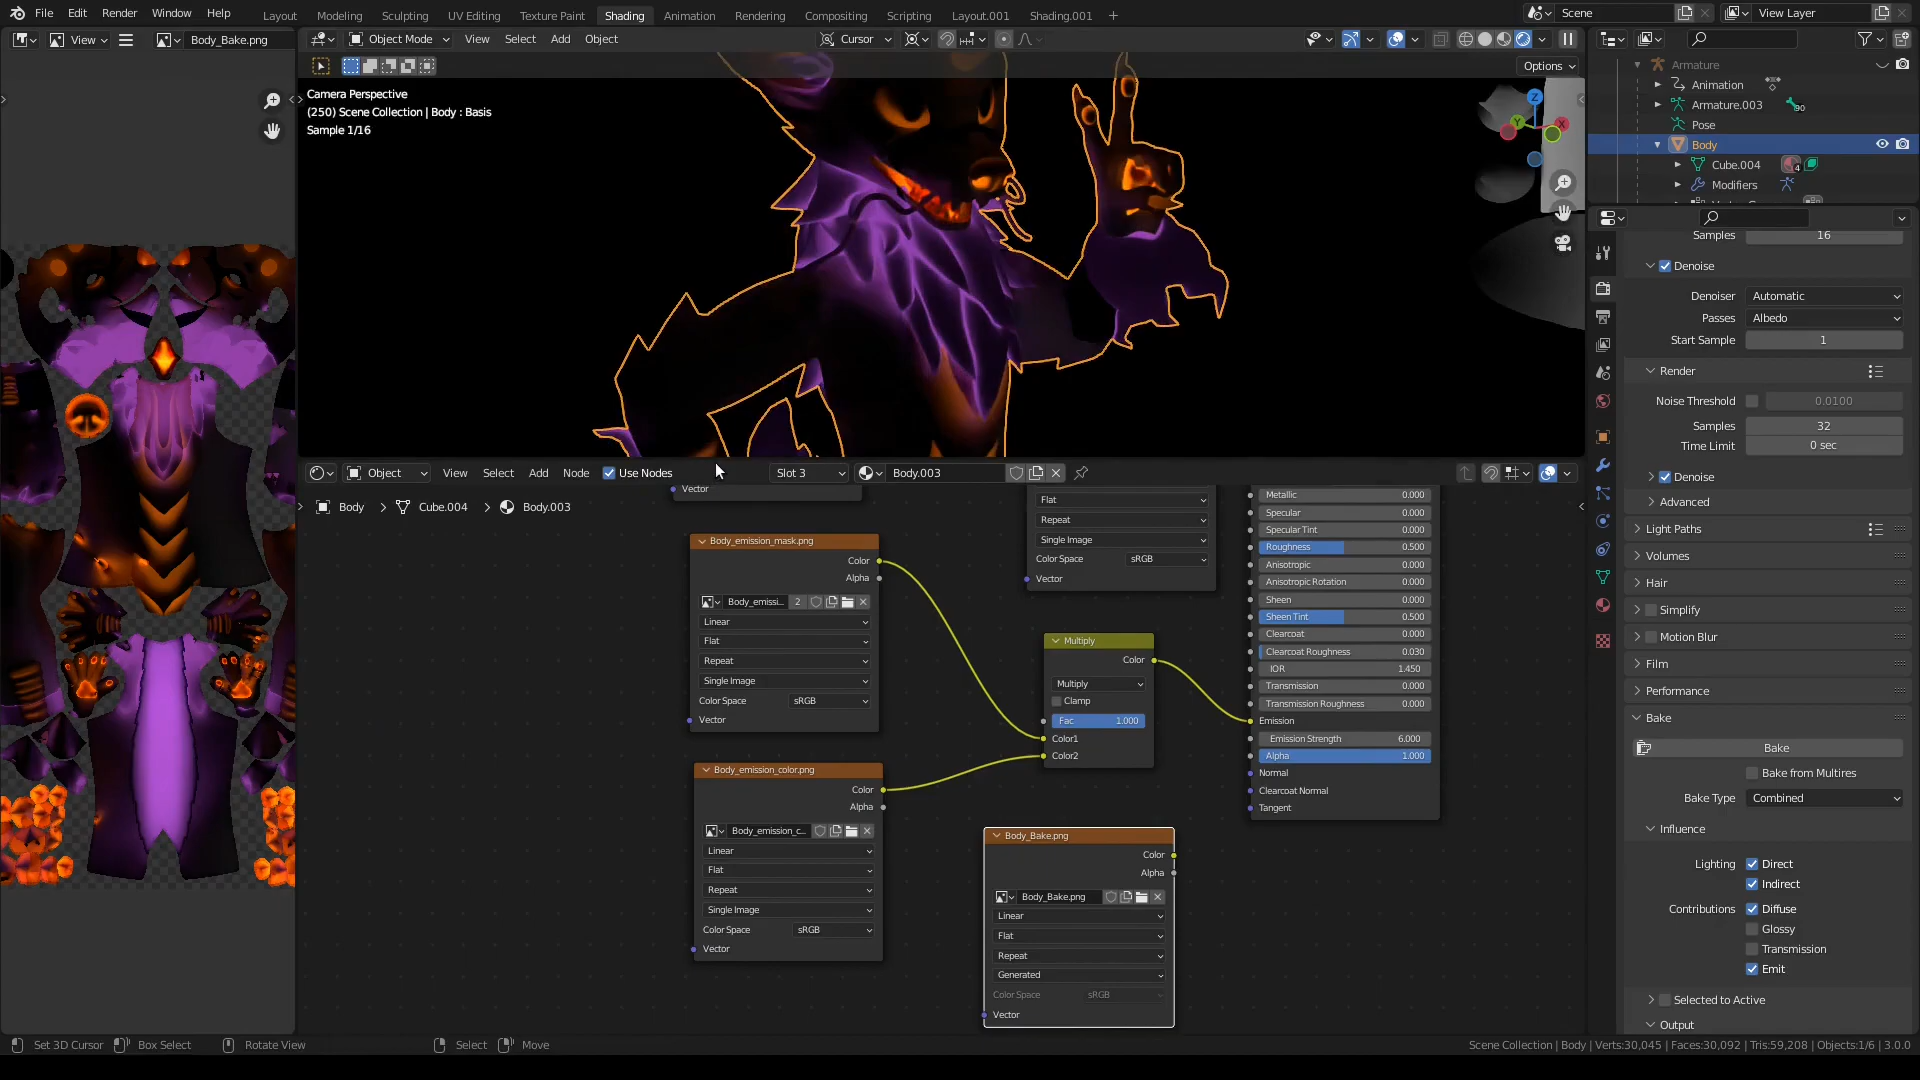 File Edit Render Window Help
Layout Modeling Sculpting UV Editing Texture Paint Shading Animation Rendering Compositing Scripting Layout.001 Shading.001 +
Scene
View Layer
View
Body_Bake.png
Object Mode View Select Add Object
Cursor
Options
Camera Perspective
(250) Scene Collection | Body : Basis
Sample 1/16
Z
Y
X
Armature
Animation
Armature.003
90
Pose
Body
Cube.004
4
Modifiers
Samples 16
Denoise
Denoiser Automatic
Passes Albedo
Start Sample 1
Render
Noise Threshold 0.0100
Samples 32
Time Limit 0 sec
Denoise
Advanced
Light Paths
Volumes
Hair
Simplify
Motion Blur
Film
Performance
Bake
Bake
Bake from Multires
Bake Type Combined
Influence
Lighting Direct
Indirect
Contributions Diffuse
Glossy
Transmission
Emit
Selected to Active
Output
Object View Select Add Node Use Nodes
Slot 3
Body.003
Body > Cube.004 > Body.003
Vector
Body_emission_mask.png
Color
Alpha
Body_emissi... 2
Linear
Flat
Repeat
Single Image
Color Space sRGB
Vector
Body_emission_color.png
Color
Alpha
Body_emission_c...
Linear
Flat
Repeat
Single Image
Color Space sRGB
Vector
Flat
Repeat
Single Image
Color Space sRGB
Vector
Multiply
Color
Multiply
Clamp
Fac 1.000
Color1
Color2
Body_Bake.png
Color
Alpha
Body_Bake.png
Linear
Flat
Repeat
Generated
Color Space sRGB
Vector
Metallic 0.000
Specular 0.000
Specular Tint 0.000
Roughness 0.500
Anisotropic 0.000
Anisotropic Rotation 0.000
Sheen 0.000
Sheen Tint 0.500
Clearcoat 0.000
Clearcoat Roughness 0.030
IOR 1.450
Transmission 0.000
Transmission Roughness 0.000
Emission
Emission Strength 6.000
Alpha 1.000
Normal
Clearcoat Normal
Tangent
Set 3D Cursor Box Select Rotate View Select Move
Scene Collection | Body | Verts:30,045 | Faces:30,092 | Tris:59,208 | Objects:1/6 | 3.0.0